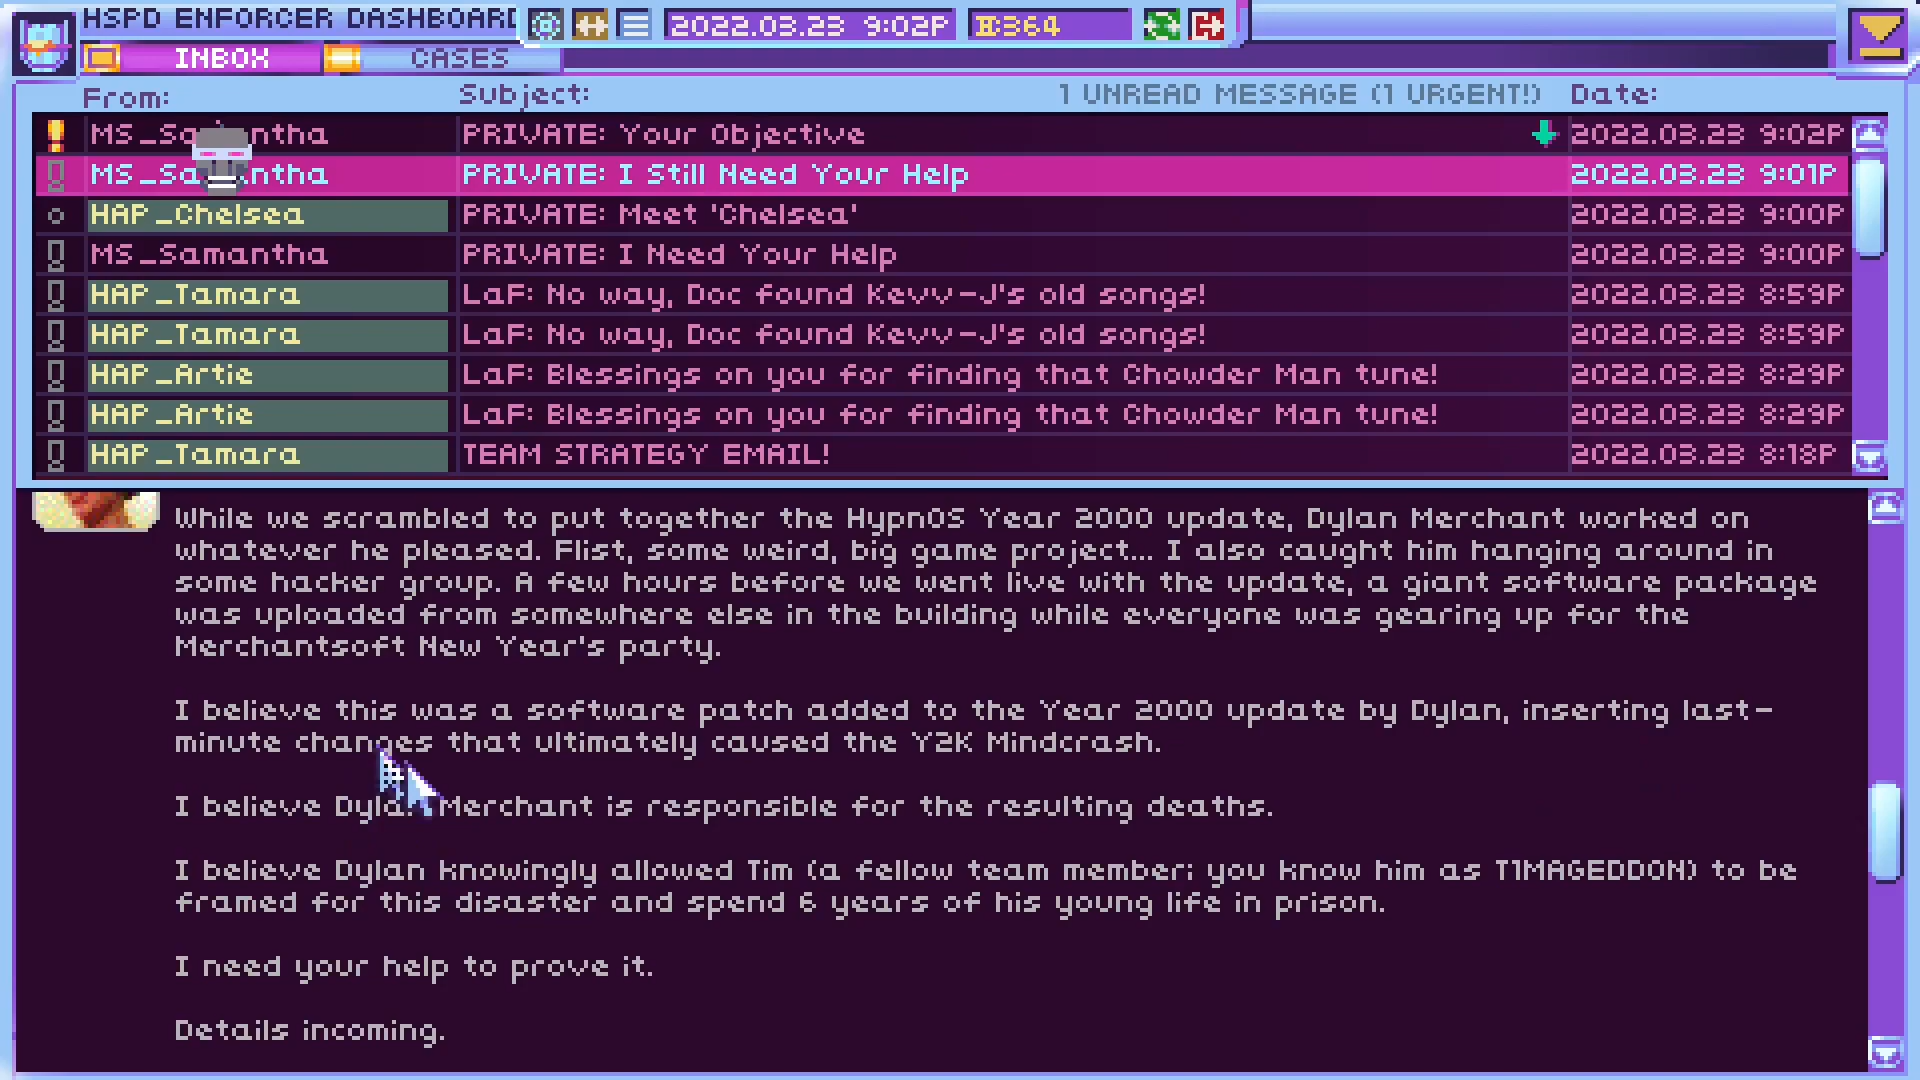 HSPD ENFORCER DASHBOARD
2022.03.23 9:02P
364
INBOX
CASES
From:
Subject:
1 UNREAD MESSAGE (1 URGENT!)
Date:
MS_Samantha PRIVATE: Your Objective 2022.03.23 9:02P
MS_Samantha PRIVATE: I Still Need Your Help 2022.03.23 9:01P
HAP_Chelsea PRIVATE: Meet 'Chelsea' 2022.03.23 9:00P
MS_Samantha PRIVATE: I Need Your Help 2022.03.23 9:00P
HAP_Tamara LaF: No way, Doc found Kevv-J's old songs! 2022.03.23 8:59P
HAP_Tamara LaF: No way, Doc found Kevv-J's old songs! 2022.03.23 8:59P
HAP_Artie LaF: Blessings on you for finding that Chowder Man tune! 2022.03.23 8:29P
HAP_Artie LaF: Blessings on you for finding that Chowder Man tune! 2022.03.23 8:29P
HAP_Tamara TEAM STRATEGY EMAIL! 2022.03.23 8:18P
While we scrambled to put together the HypnOS Year 2000 update, Dylan Merchant worked on
whatever he pleased. Flist, some weird, big game project... I also caught him hanging around in
some hacker group. A few hours before we went live with the update, a giant software package
was uploaded from somewhere else in the building while everyone was gearing up for the
Merchantsoft New Year's party.
I believe this was a software patch added to the Year 2000 update by Dylan, inserting last-
minute changes that ultimately caused the Y2K Mindcrash.
I believe Dylan Merchant is responsible for the resulting deaths.
I believe Dylan knowingly allowed Tim (a fellow team member; you know him as T1MAGEDDON) to be
framed for this disaster and spend 6 years of his young life in prison.
I need your help to prove it.
Details incoming.